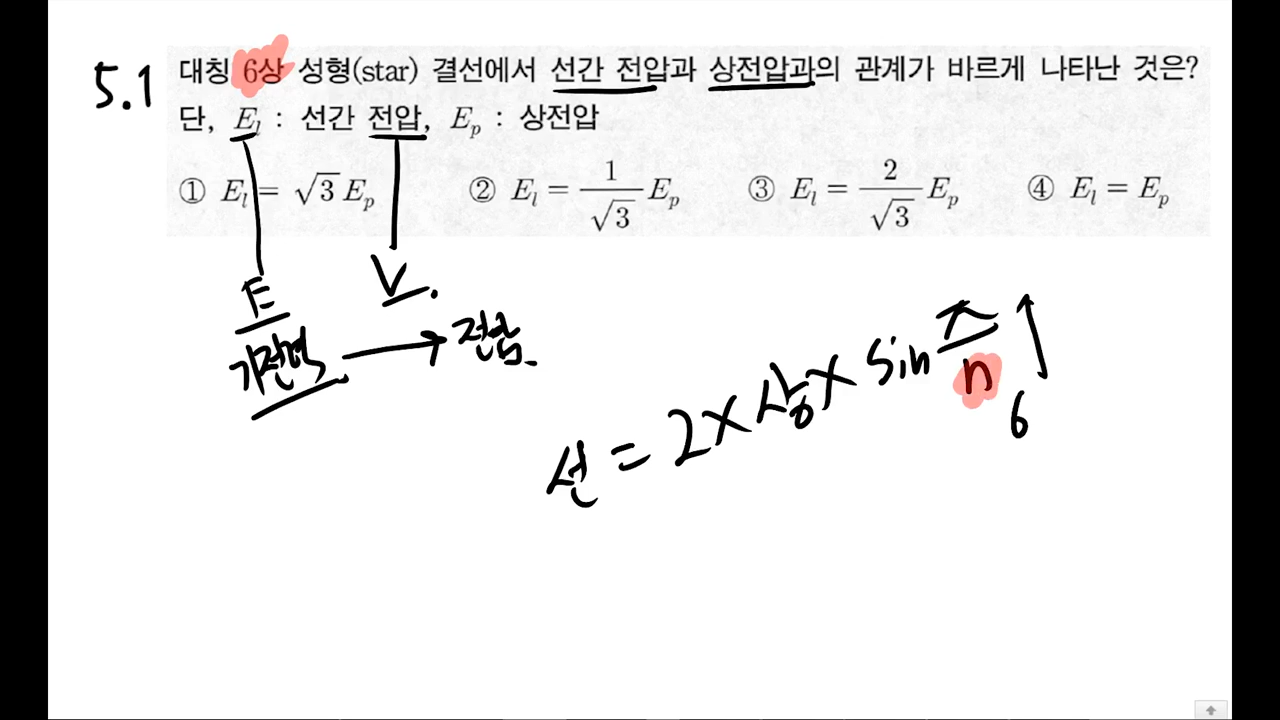 5.1 대칭 6상 성형(star) 결선에서 선간 전압과 상전압과의 관계가 바르게 나타난 것은?
단, E_l : 선간 전압, E_p : 상전압
① E_l = √3 E_p ② E_l = 1/√3 E_p ③ E_l = 2/√3 E_p ④ E_l = E_p
E V.
기전력 → 전압
선 = 2 × 상 × sin π/n
6